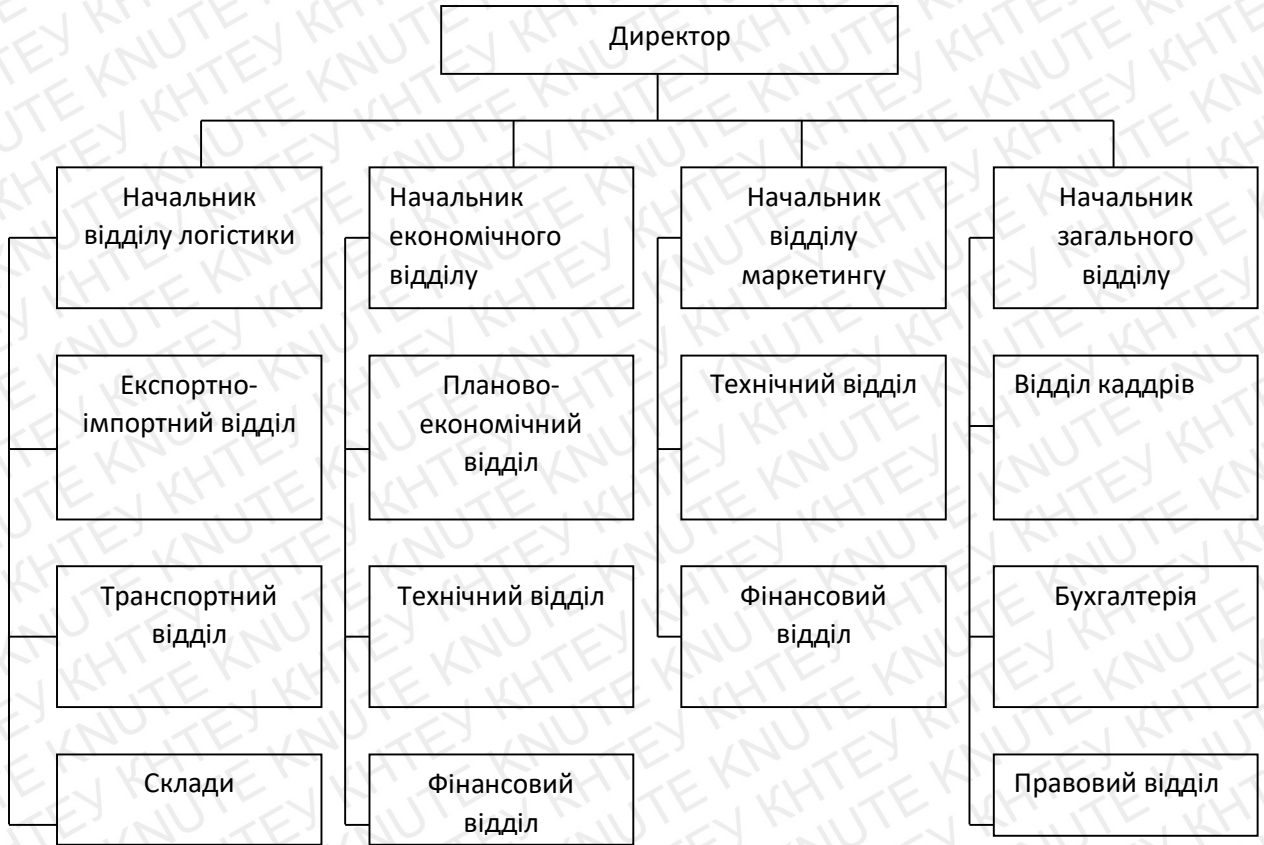 Директор
Начальник
відділу логістики
Начальник
економічного
відділу
Начальник
відділу
маркетингу
Начальник
загального
відділу
Експортно-
імпортний відділ
Планово-
економічний
відділ
Технічний відділ
Відділ каддрів
Транспортний
відділ
Технічний відділ
Фінансовий
відділ
Бухгалтерія
Склади
Фінансовий
відділ
Правовий відділ